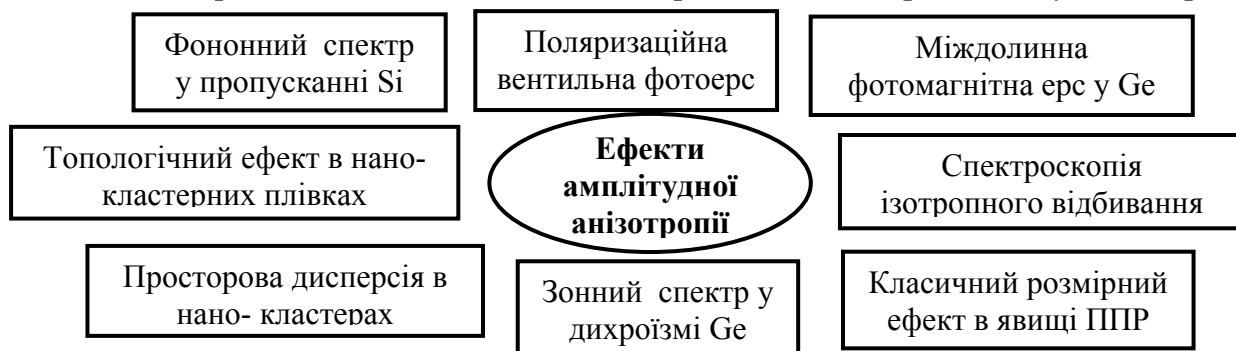 Фононний спектр
у пропусканні Si
Поляризаційна
вентильна фотоерс
Міждолинна
фотомагнітна ерс у Ge
Топологічний ефект в нано-
кластерних плівках
Ефекти
амплітудної
анізотропії
Спектроскопія
ізотропного відбивання
Просторова дисперсія в
нано- кластерах
Зонний спектр у
дихроїзмі Ge
Класичний розмірний
ефект в явищі ППР